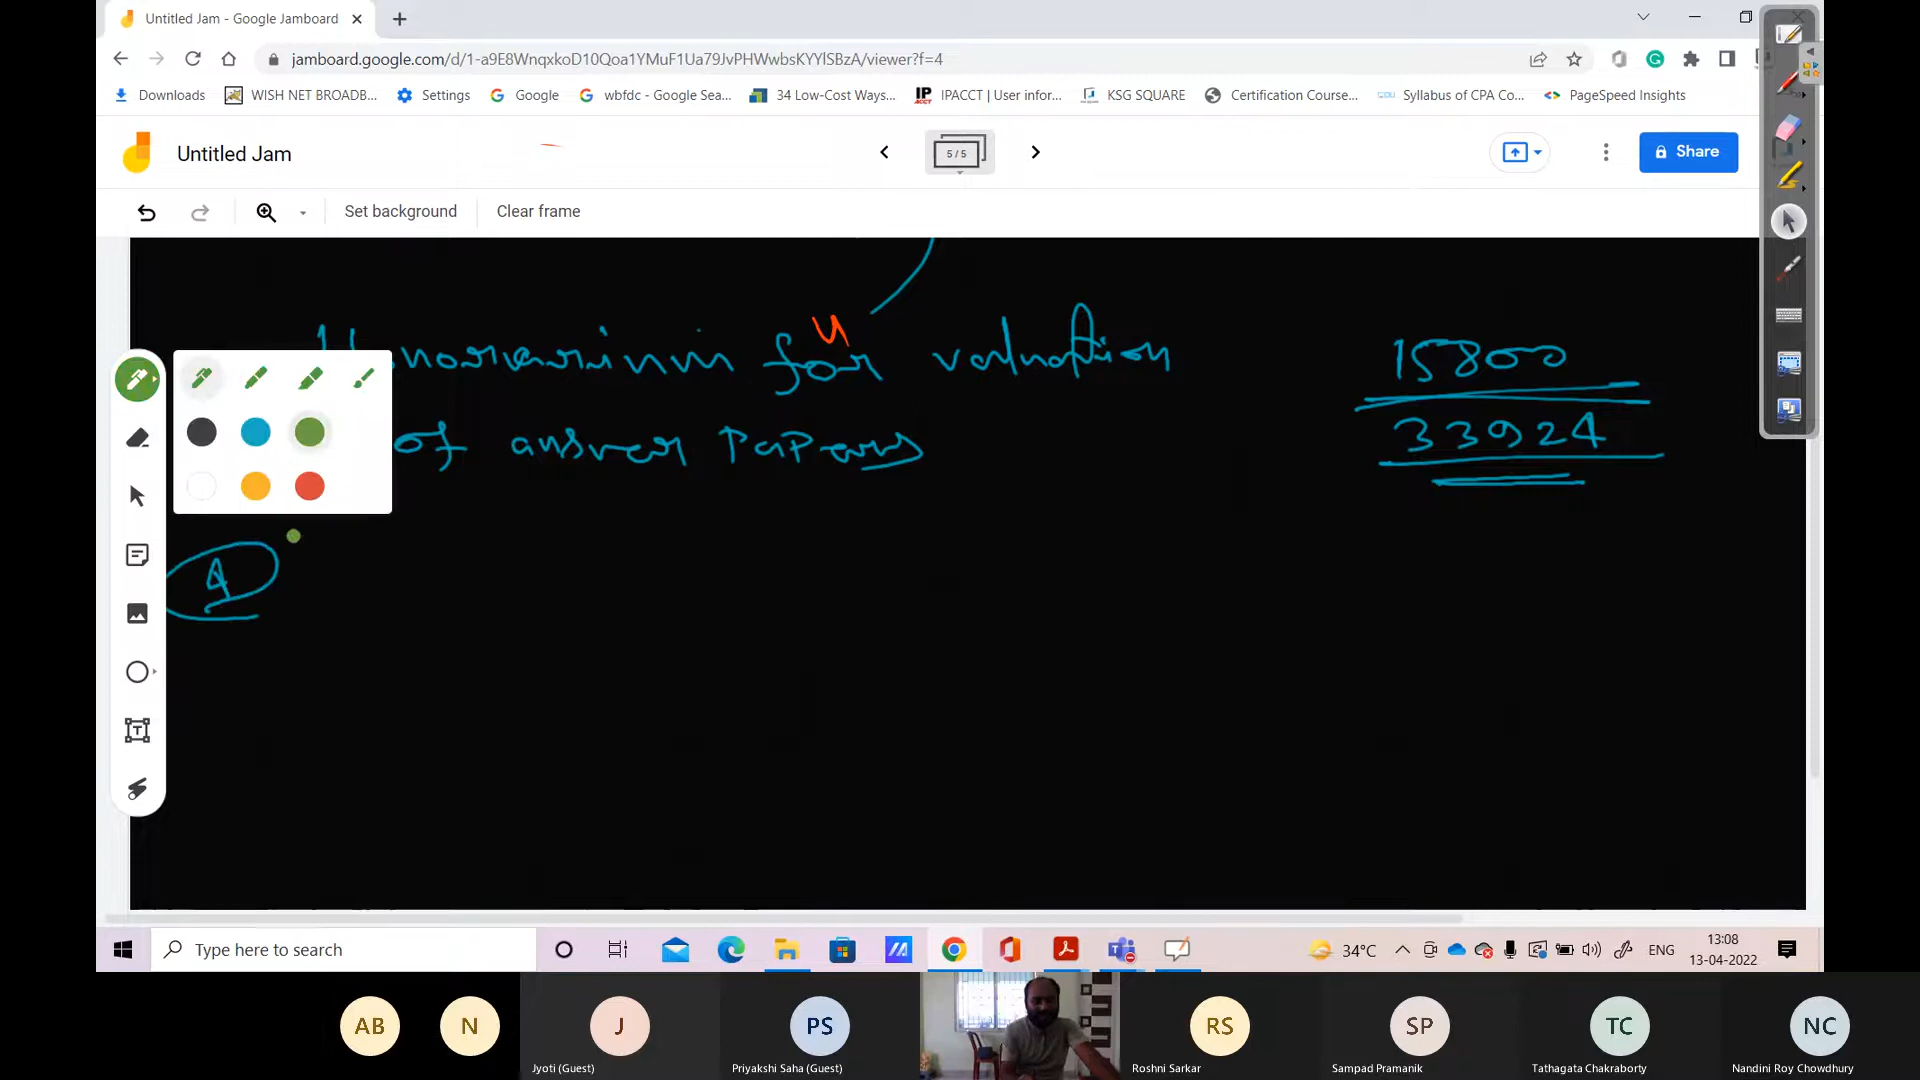 Untitled Jam - Google Jamboard
jamboard.google.com/d/1-a9E8WnqxkoD10Qoa1YMuF1Ua79JvPHWwbsKYYlSBzA/viewer?f=4
Downloads WISH NET BROADB... Settings Google wbfdc - Google Sea... 34 Low-Cost Ways... IPACCT | User infor... KSG SQUARE Certification Course... Syllabus of CPA Co... PageSpeed Insights
Untitled Jam
5 / 5
Share
Set background Clear frame
for valuation 15800
of answer papers 33924
4
Type here to search
34°C
ENG
13:08
13-04-2022
AB N J PS RS SP TC NC
Jyoti (Guest) Priyakshi Saha (Guest) Roshni Sarkar Sampad Pramanik Tathagata Chakraborty Nandini Roy Chowdhury